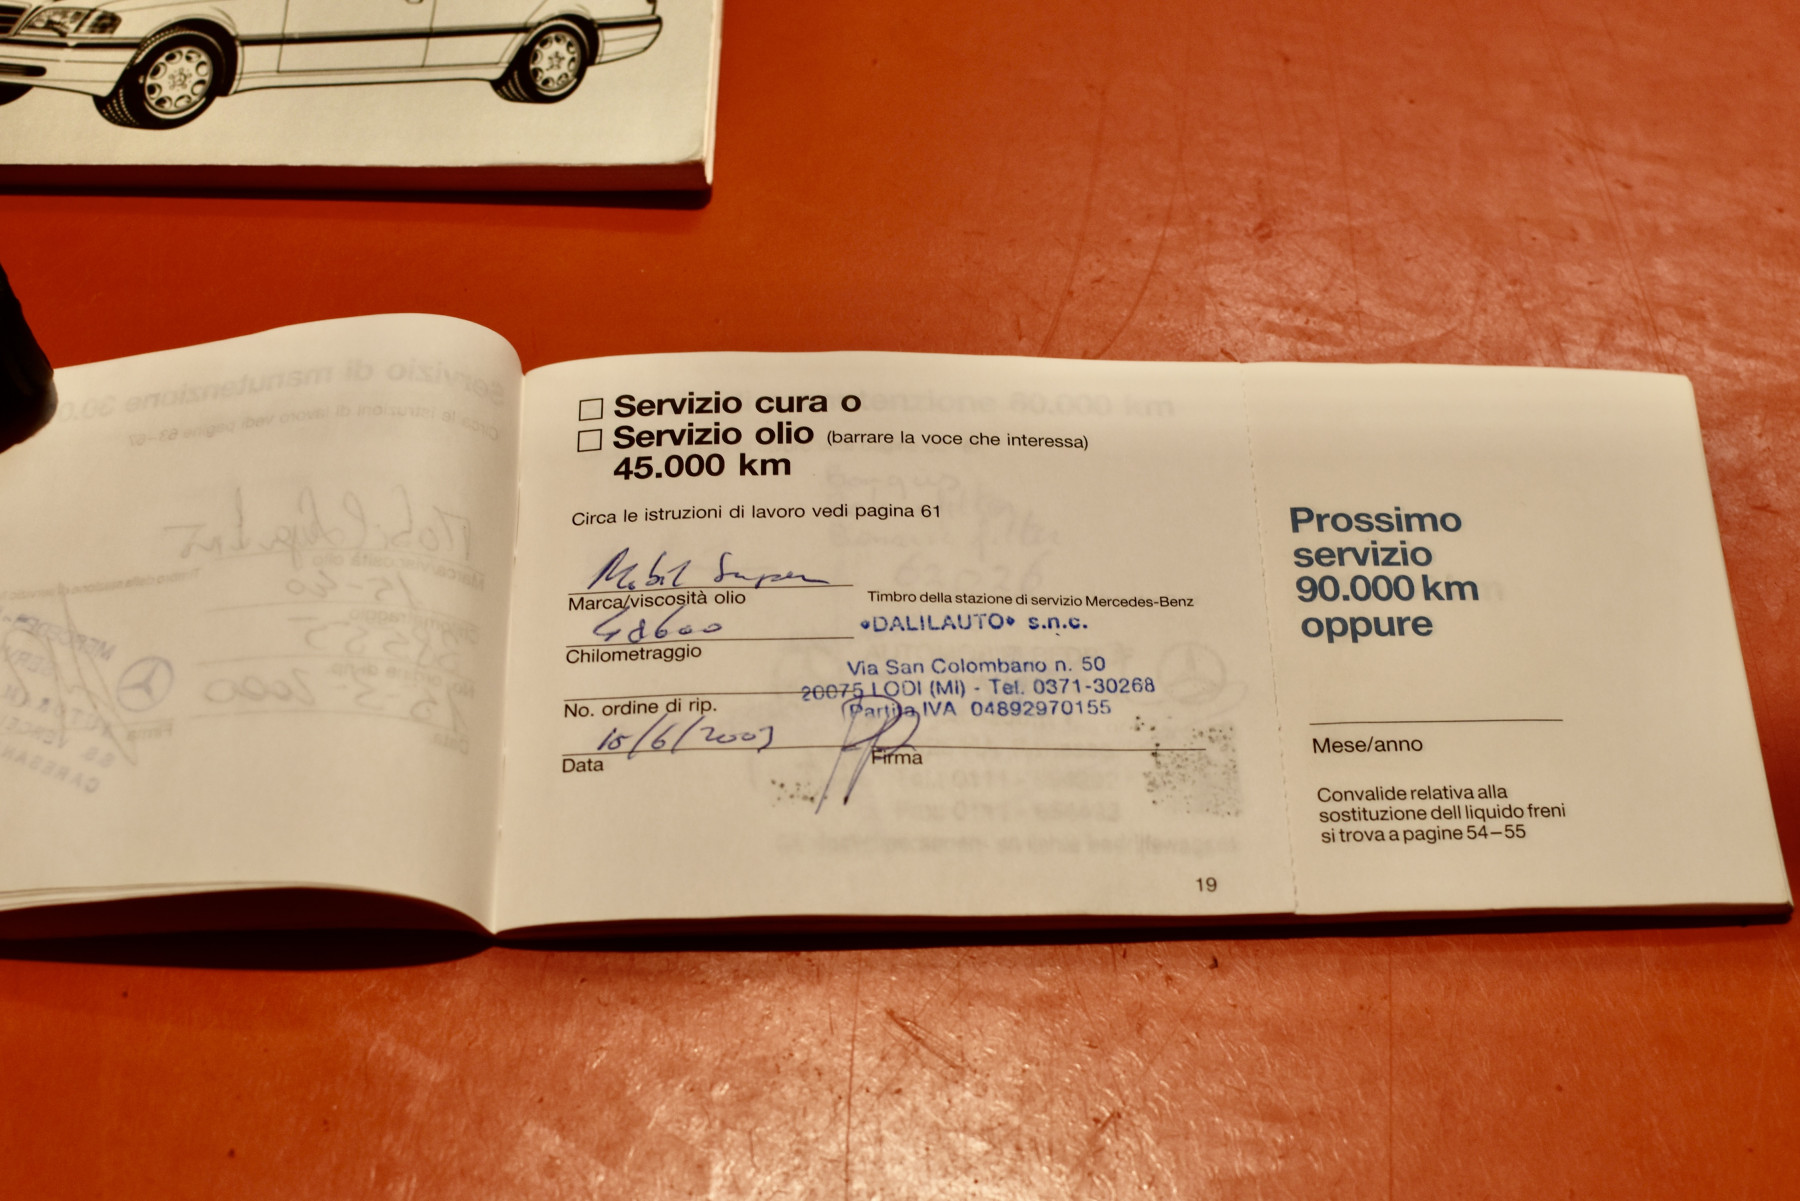 Servizio cura o
Servizio olio (barrare la voce che interessa)
45.000 km
Circa le istruzioni di lavoro vedi pagina 61
Mobil Super
Marca/viscosità olio
Timbro della stazione di servizio Mercedes-Benz
48600
Chilometraggio
•DALILAUTO• s.n.c.
Via San Colombano n. 50
20075 LODI (MI) - Tel. 0371-30268
Partita IVA 04892970155
No. ordine di rip.
15/6/2003
Data
Firma
19
Prossimo
servizio
90.000 km
oppure
Mese/anno
Convalide relativa alla
sostituzione dell liquido freni
si trova a pagine 54–55